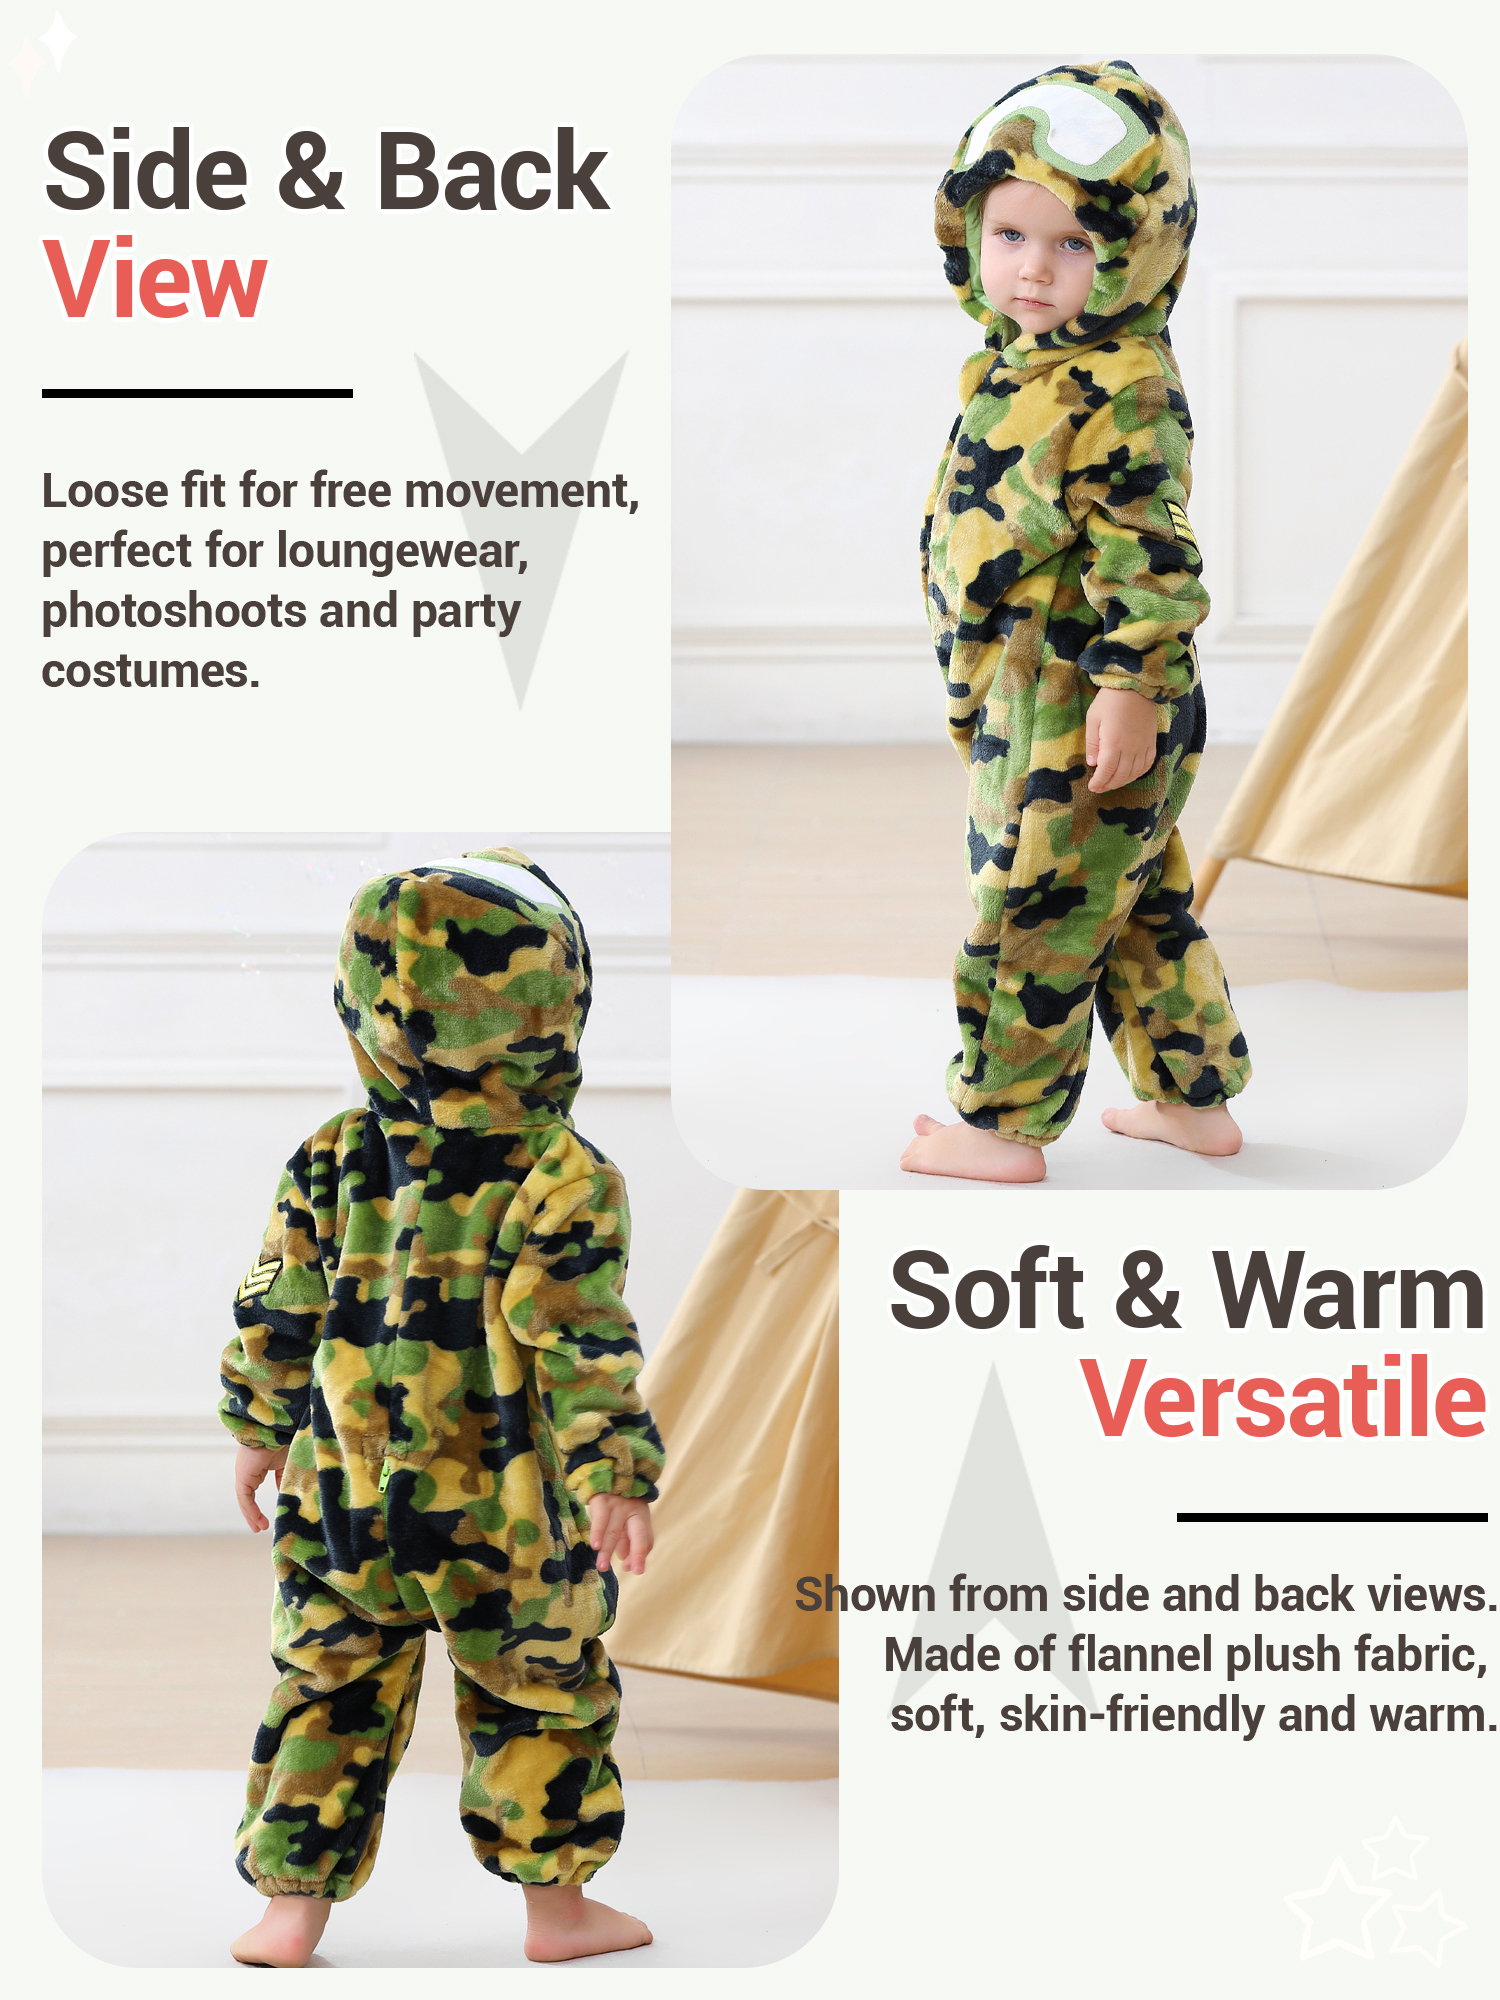 Side & Back
View
Loose fit for free movement,
perfect for loungewear,
photoshoots and party
costumes.
Soft & Warm
Versatile
Shown from side and back views.
Made of flannel plush fabric,
soft, skin-friendly and warm.